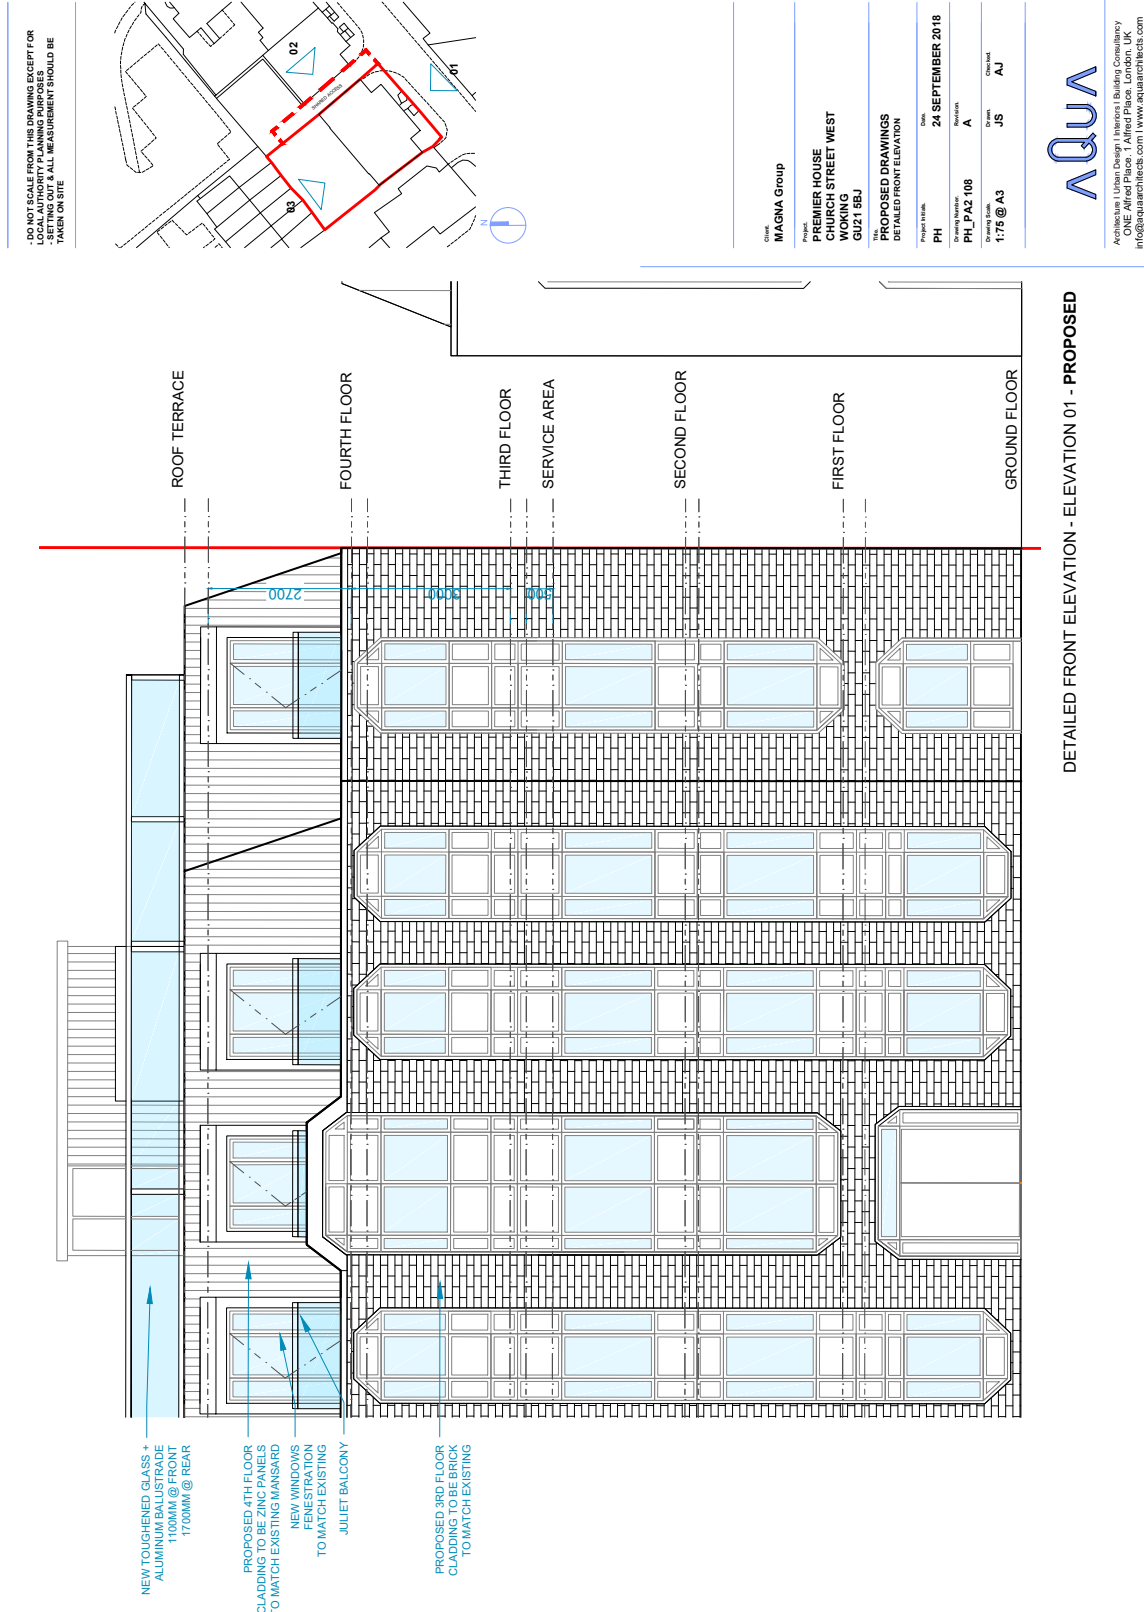 - DO NOT SCALE FROM THIS DRAWING EXCEPT FOR
LOCAL AUTHORITY PLANNING PURPOSES
- SETTING OUT & ALL MEASUREMENT SHOULD BE
TAKEN ON SITE
02
01
03
SHARED ACCESS
N
Client.
MAGNA Group
Project.
PREMIER HOUSE
CHURCH STREET WEST
WOKING
GU21 5BJ
Title.
PROPOSED DRAWINGS
DETAILED FRONT ELEVATION
Project Initials. Date.
PH 24 SEPTEMBER 2018
Drawing Number. Revision.
PH_PA2 108 A
Drawing Scale. Drawn. Checked.
1:75 @ A3 JS AJ
AQUA
Architecture I Urban Design I Interiors I Building Consultancy
ONE Alfred Place, 1 Alfred Place, London, UK
info@aquaarchitects.com I www.aquaarchitects.com
ROOF TERRACE
FOURTH FLOOR
THIRD FLOOR
SERVICE AREA
SECOND FLOOR
FIRST FLOOR
GROUND FLOOR
2700
3000
500
NEW TOUGHENED GLASS +
ALUMINUM BALUSTRADE
1100MM @ FRONT
1700MM @ REAR
PROPOSED 4TH FLOOR
CLADDING TO BE ZINC PANELS
TO MATCH EXISTING MANSARD
NEW WINDOWS
FENESTRATION
TO MATCH EXISTING
JULIET BALCONY
PROPOSED 3RD FLOOR
CLADDING TO BE BRICK
TO MATCH EXISTING
DETAILED FRONT ELEVATION - ELEVATION 01 - PROPOSED